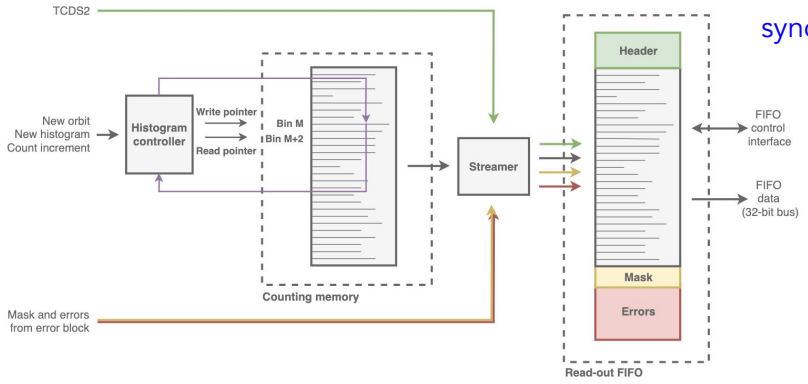 TCDS2
sync
Header
New orbit
New histogram
Count increment
Histogram
controller
Write pointer
Read pointer
Bin M
Bin M+2
Streamer
FIFO
control
interface
FIFO
data
(32-bit bus)
Mask
Errors
Counting memory
Mask and errors
from error block
Read-out FIFO